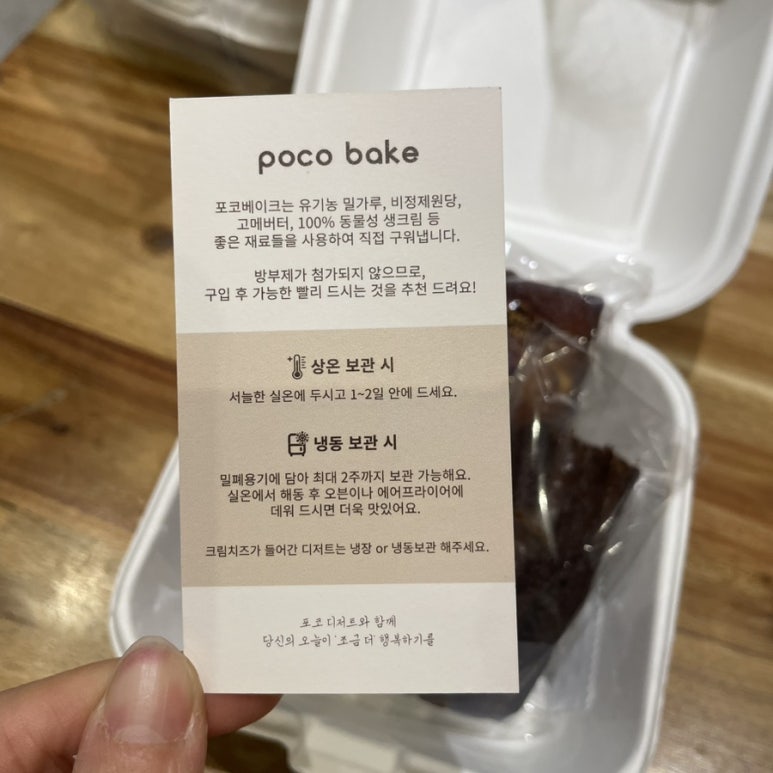 poco bake
포코베이크는 유기농 밀가루, 비정제원당,
고메버터, 100% 동물성 생크림 등
좋은 재료들을 사용하여 직접 구워냅니다.
방부제가 첨가되지 않으므로,
구입 후 가능한 빨리 드시는 것을 추천 드려요!
상온 보관 시
서늘한 실온에 두시고 1~2일 안에 드세요.
냉동 보관 시
밀폐용기에 담아 최대 2주까지 보관 가능해요.
실온에서 해동 후 오븐이나 에어프라이어에
데워 드시면 더욱 맛있어요.
크림치즈가 들어간 디저트는 냉장 or 냉동보관 해주세요.
포코 디저트와 함께
당신의 오늘이 '조금 더' 행복하기를